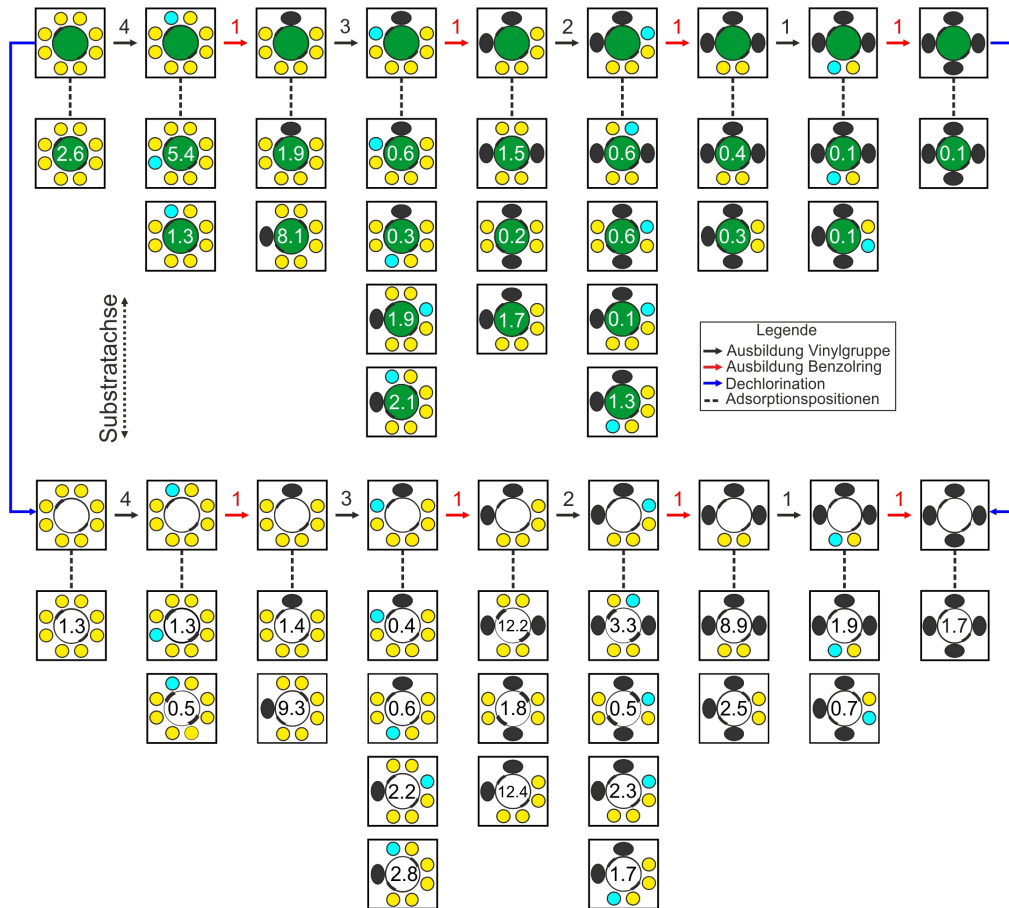 4 1 3 1 2 1 1 1
2.6 5.4 1.9 0.6 1.5 0.6 0.4 0.1 0.1
1.3 8.1 0.3 0.2 0.6 0.3 0.1
1.9 1.7 0.1
2.1 1.3
Substratachse
Legende
Ausbildung Vinylgruppe
Ausbildung Benzolring
Dechlorination
Adsorptionspositionen
4 1 3 1 2 1 1 1
1.3 1.3 1.4 0.4 12.2 3.3 8.9 1.9 1.7
0.5 9.3 0.6 1.8 0.5 2.5 0.7
2.2 12.4 2.3
2.8 1.7